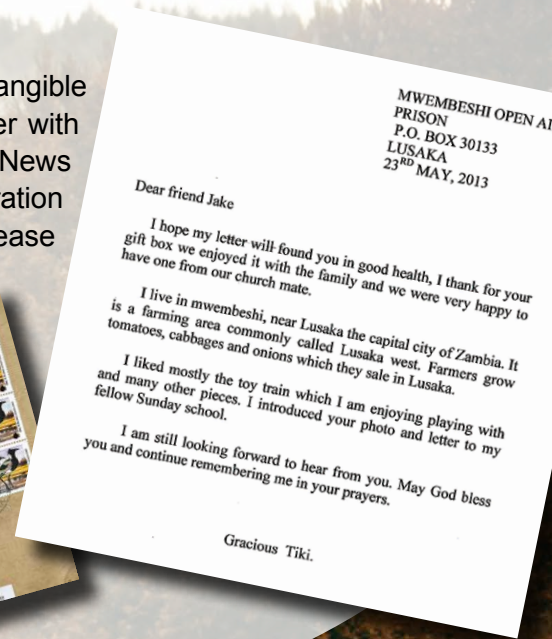 angible
er with
News
ration
ease
MWEMBESHI OPEN AI
PRISON
P.O. BOX 30133
LUSAKA
23RD MAY, 2013
Dear friend Jake
I hope my letter will found you in good health, I thank for your
gift box we enjoyed it with the family and we were very happy to
have one from our church mate.
I live in mwembeshi, near Lusaka the capital city of Zambia. It
is a farming area commonly called Lusaka west. Farmers grow
tomatoes, cabbages and onions which they sale in Lusaka.
I liked mostly the toy train which I am enjoying playing with
and many other pieces. I introduced your photo and letter to my
fellow Sunday school.
I am still looking forward to hear from you. May God bless
you and continue remembering me in your prayers.
Gracious Tiki.